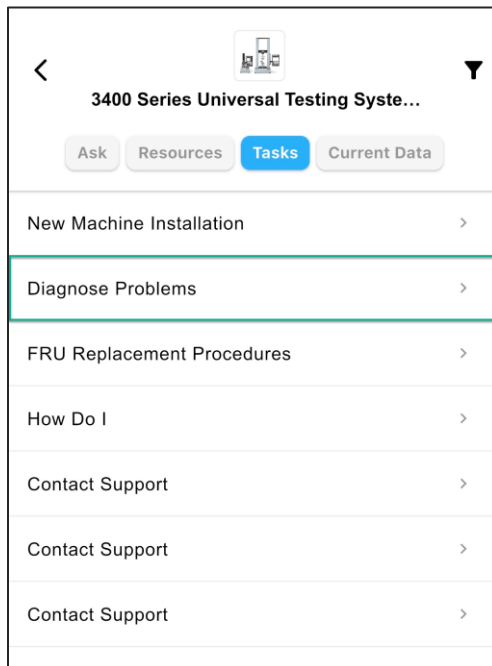 3400 Series Universal Testing Syste...
Ask Resources Tasks Current Data
New Machine Installation
Diagnose Problems
FRU Replacement Procedures
How Do I
Contact Support
Contact Support
Contact Support